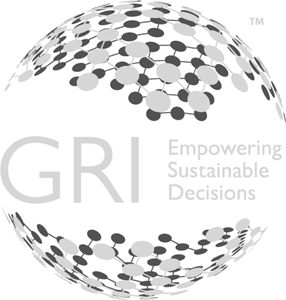 TM
GRI
Empowering
Sustainable
Decisions